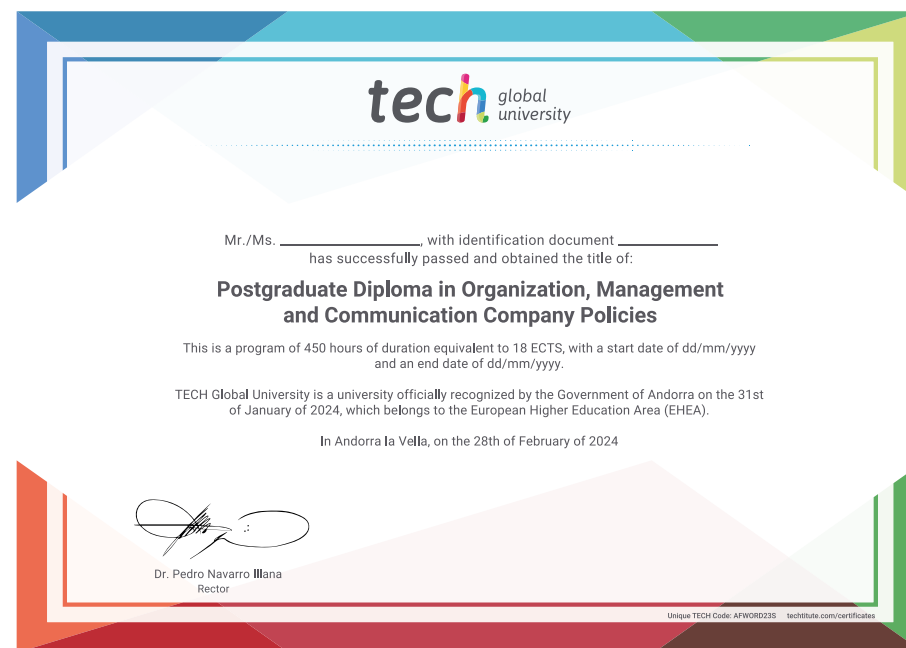 tech global
university
Mr./Ms. ____________________, with identification document ______________
has successfully passed and obtained the title of:
Postgraduate Diploma in Organization, Management
and Communication Company Policies
This is a program of 450 hours of duration equivalent to 18 ECTS, with a start date of dd/mm/yyyy
and an end date of dd/mm/yyyy.
TECH Global University is a university officially recognized by the Government of Andorra on the 31st
of January of 2024, which belongs to the European Higher Education Area (EHEA).
In Andorra la Vella, on the 28th of February of 2024
Dr. Pedro Navarro Illana
Rector
Unique TECH Code: AFWORD23S techtitute.com/certificates